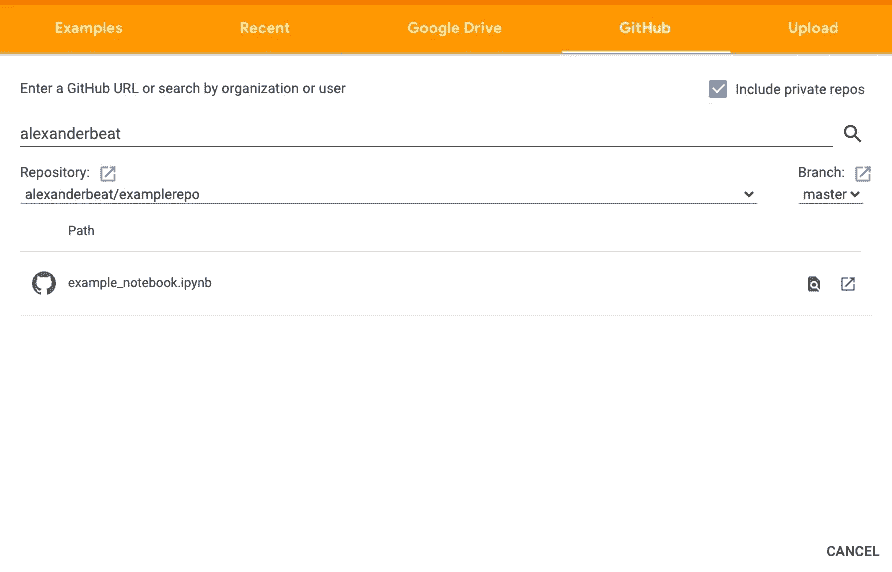 Examples Recent Google Drive GitHub Upload
Enter a GitHub URL or search by organization or user Include private repos
alexanderbeat
Repository: Branch:
alexanderbeat/examplerepo master
Path
example_notebook.ipynb
CANCEL